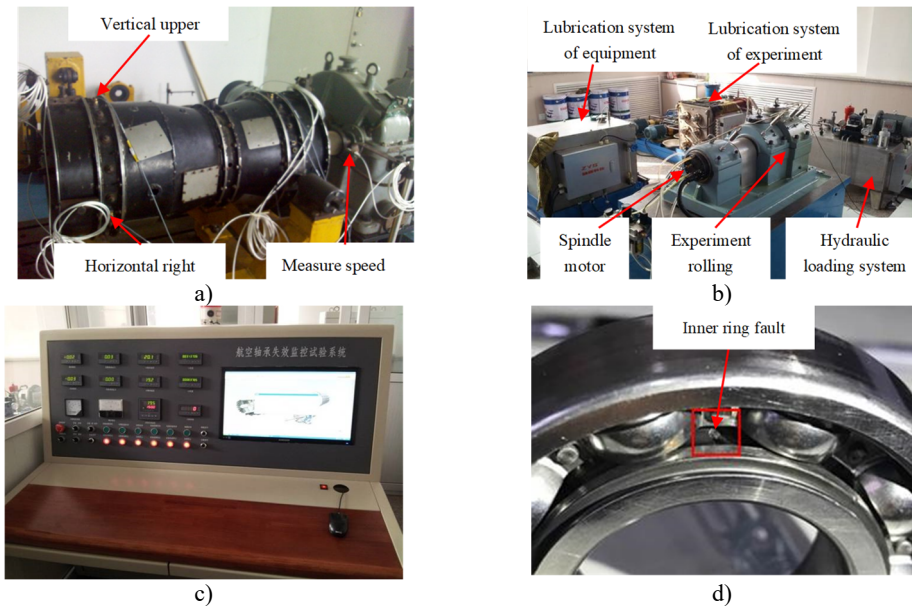 Vertical upper
Horizontal right
Measure speed
a)
Lubrication system
of equipment
Lubrication system
of experiment
Spindle
motor
Experiment
rolling
Hydraulic
loading system
b)
航空轴承失效监控试验系统
c)
Inner ring fault
d)